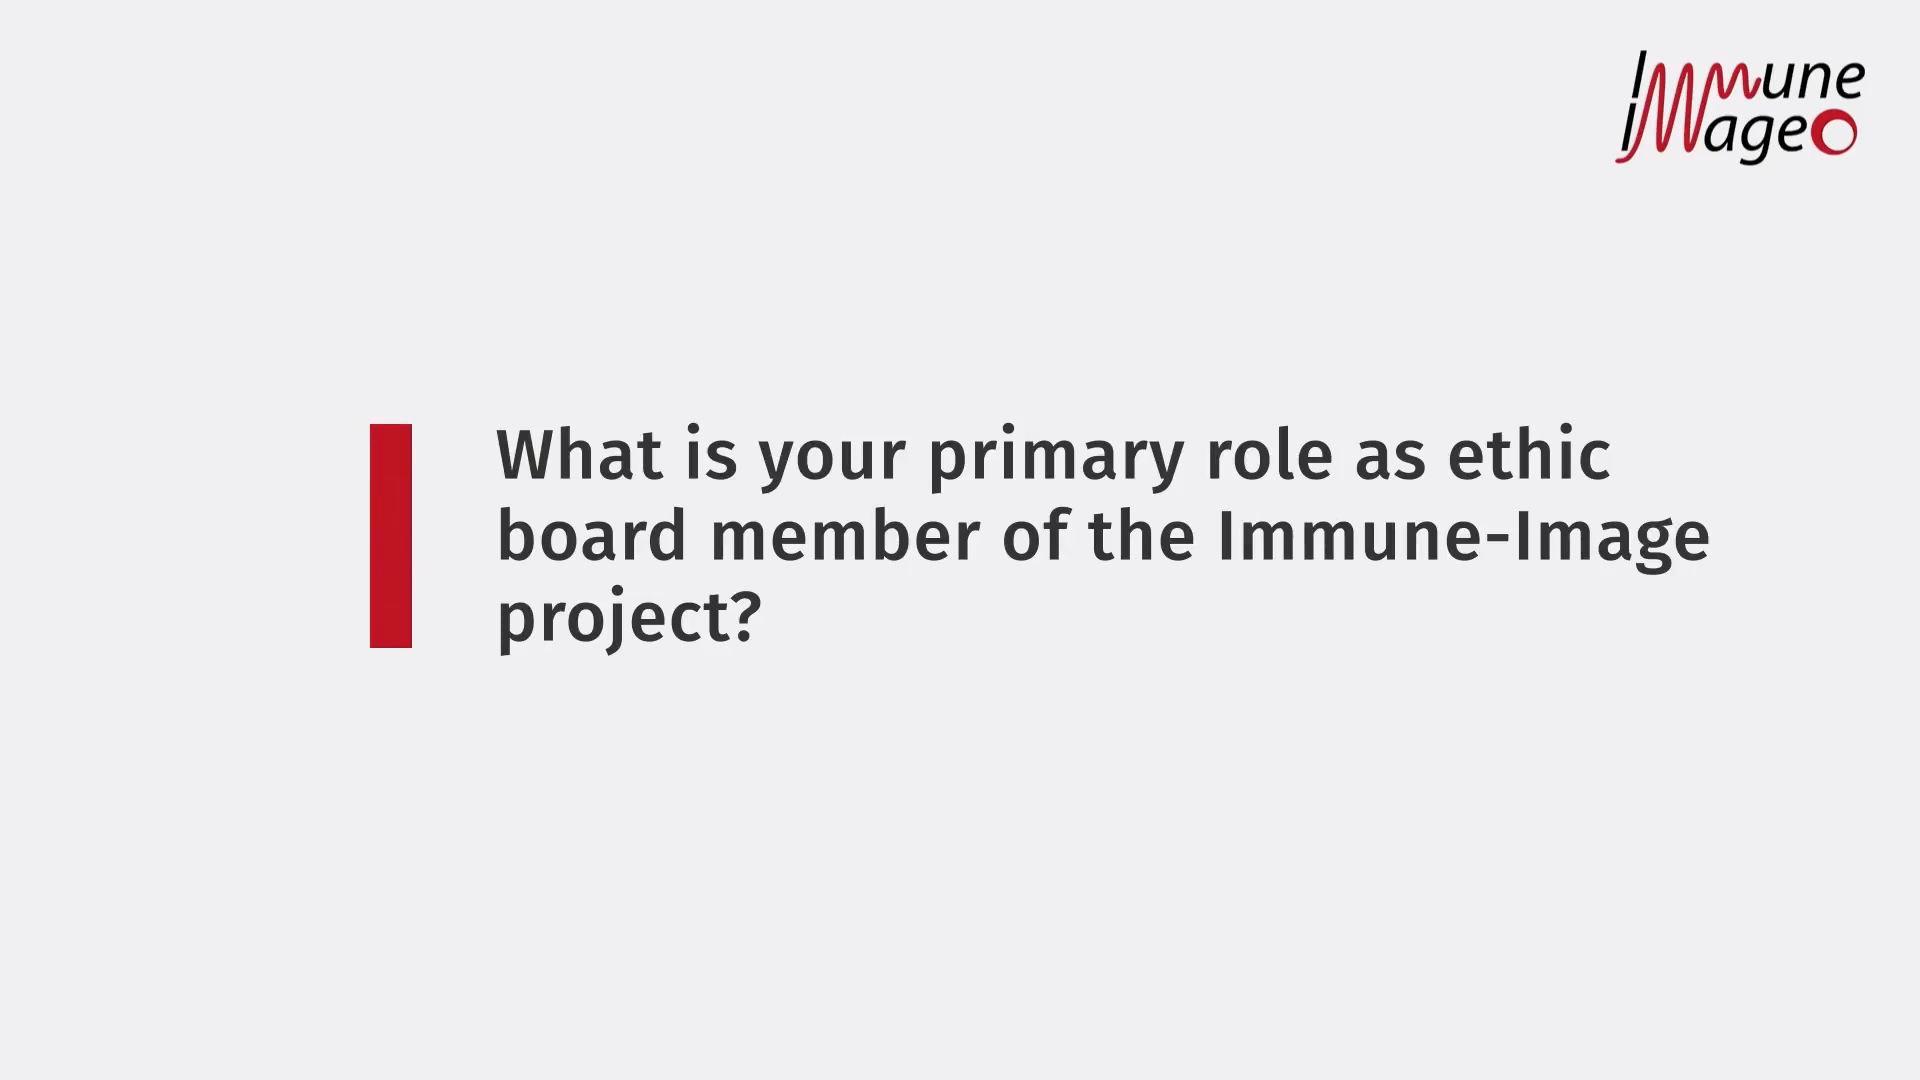 Immune
Image
What is your primary role as ethic
board member of the Immune-Image
project?